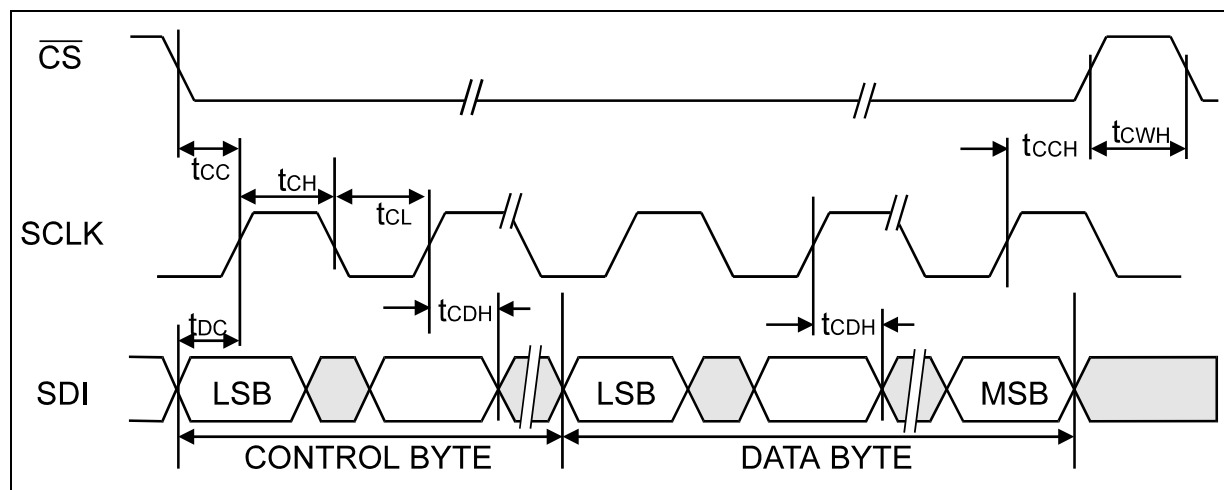 CS
tCC
tCH
tCL
tCCH
tCWH
SCLK
tDC
tCDH
tCDH
SDI
LSB
LSB
MSB
CONTROL BYTE
DATA BYTE